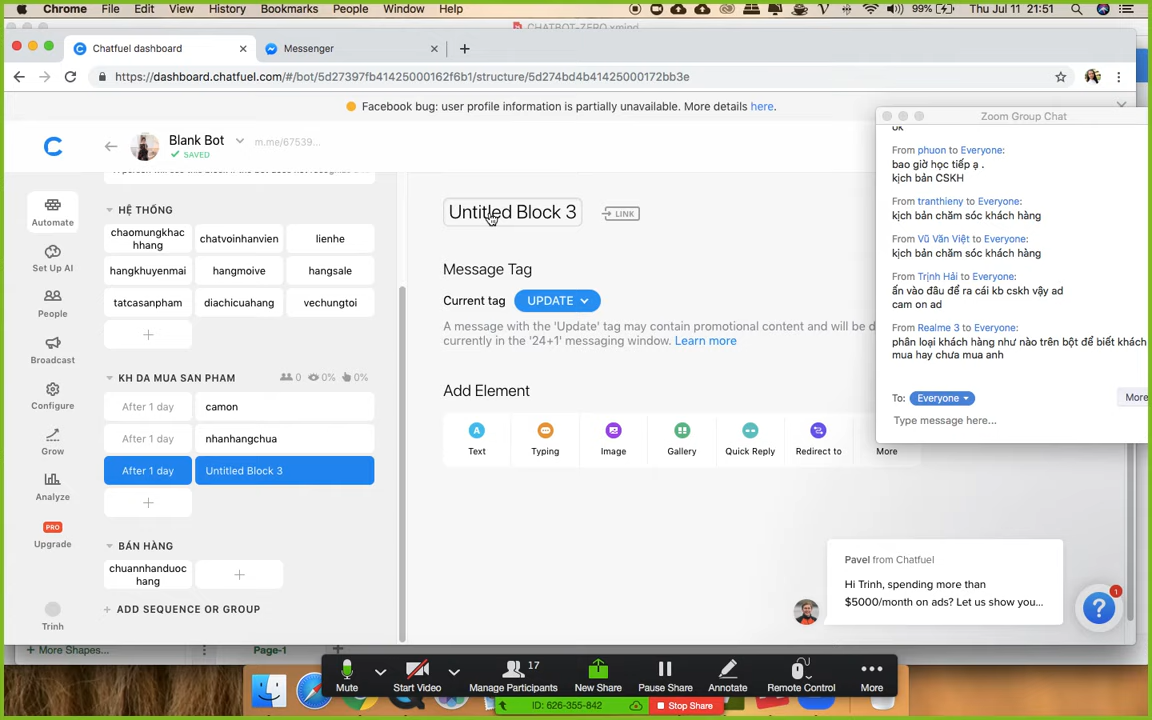 Chrome File Edit View History Bookmarks People Window Help
99% Thu Jul 11 21:51
CHATBOT-ZERO.xmind
Chatfuel dashboard
Messenger
https://dashboard.chatfuel.com/#/bot/5d27397fb41425000162f6b1/structure/5d274bd4b41425000172bb3e
Facebook bug: user profile information is partially unavailable. More details here.
Blank Bot
SAVED
m.me/67539...
Automate
Set Up AI
People
Broadcast
Configure
Grow
Analyze
PRO
Upgrade
Trinh
HỆ THỐNG
chaomungkac
hhang
chatvoinhanvien
lienhe
hangkhuyenmai
hangmoive
hangsale
tatcasanpham
diachicuahang
vechungtoi
KH DA MUA SAN PHAM
0 0% 0%
After 1 day
camon
After 1 day
nhanhangchua
After 1 day
Untitled Block 3
BÁN HÀNG
chuannhanduoc
hang
ADD SEQUENCE OR GROUP
Untitled Block 3
LINK
Message Tag
Current tag
UPDATE
A message with the 'Update' tag may contain promotional content and will be d
currently in the '24+1' messaging window. Learn more
Add Element
Text
Typing
Image
Gallery
Quick Reply
Redirect to
More
Zoom Group Chat
ok
From phuon to Everyone:
bao giờ học tiếp ạ .
kịch bản CSKH
From tranthieny to Everyone:
kịch bản chăm sóc khách hàng
From Vũ Văn Việt to Everyone:
kịch bản chăm sóc khách hàng
From Trịnh Hải to Everyone:
ấn vào đâu để ra cái kb cskh vậy ad
cam on ad
From Realme 3 to Everyone:
phân loại khách hàng như nào trên bột để biết khách
mua hay chưa mua anh
To: Everyone
More
Type message here...
Pavel from Chatfuel
Hi Trinh, spending more than
$5000/month on ads? Let us show you...
1
?
+ More Shapes...
Page-1
Mute
Start Video
17
Manage Participants
New Share
Pause Share
Annotate
Remote Control
More
ID: 626-355-842
Stop Share